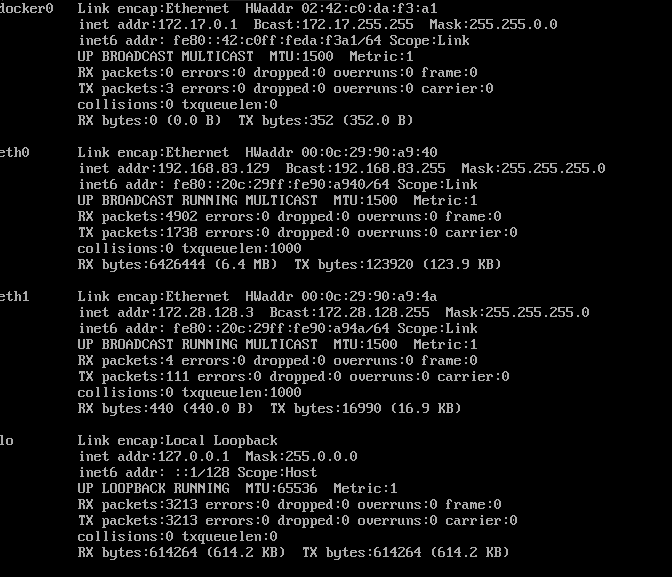 docker0 Link encap:Ethernet HWaddr 02:42:c0:da:f3:a1
inet addr:172.17.0.1 Bcast:172.17.255.255 Mask:255.255.0.0
inet6 addr: fe80::42:c0ff:feda:f3a1/64 Scope:Link
UP BROADCAST MULTICAST MTU:1500 Metric:1
RX packets:0 errors:0 dropped:0 overruns:0 frame:0
TX packets:3 errors:0 dropped:0 overruns:0 carrier:0
collisions:0 txqueuelen:0
RX bytes:0 (0.0 B) TX bytes:352 (352.0 B)
eth0 Link encap:Ethernet HWaddr 00:0c:29:90:a9:40
inet addr:192.168.83.129 Bcast:192.168.83.255 Mask:255.255.255.0
inet6 addr: fe80::20c:29ff:fe90:a940/64 Scope:Link
UP BROADCAST RUNNING MULTICAST MTU:1500 Metric:1
RX packets:4902 errors:0 dropped:0 overruns:0 frame:0
TX packets:1738 errors:0 dropped:0 overruns:0 carrier:0
collisions:0 txqueuelen:1000
RX bytes:6426444 (6.4 MB) TX bytes:123920 (123.9 KB)
eth1 Link encap:Ethernet HWaddr 00:0c:29:90:a9:4a
inet addr:172.28.128.3 Bcast:172.28.128.255 Mask:255.255.255.0
inet6 addr: fe80::20c:29ff:fe90:a94a/64 Scope:Link
UP BROADCAST RUNNING MULTICAST MTU:1500 Metric:1
RX packets:4 errors:0 dropped:0 overruns:0 frame:0
TX packets:111 errors:0 dropped:0 overruns:0 carrier:0
collisions:0 txqueuelen:1000
RX bytes:440 (440.0 B) TX bytes:16990 (16.9 KB)
lo Link encap:Local Loopback
inet addr:127.0.0.1 Mask:255.0.0.0
inet6 addr: ::1/128 Scope:Host
UP LOOPBACK RUNNING MTU:65536 Metric:1
RX packets:3213 errors:0 dropped:0 overruns:0 frame:0
TX packets:3213 errors:0 dropped:0 overruns:0 carrier:0
collisions:0 txqueuelen:0
RX bytes:614264 (614.2 KB) TX bytes:614264 (614.2 KB)